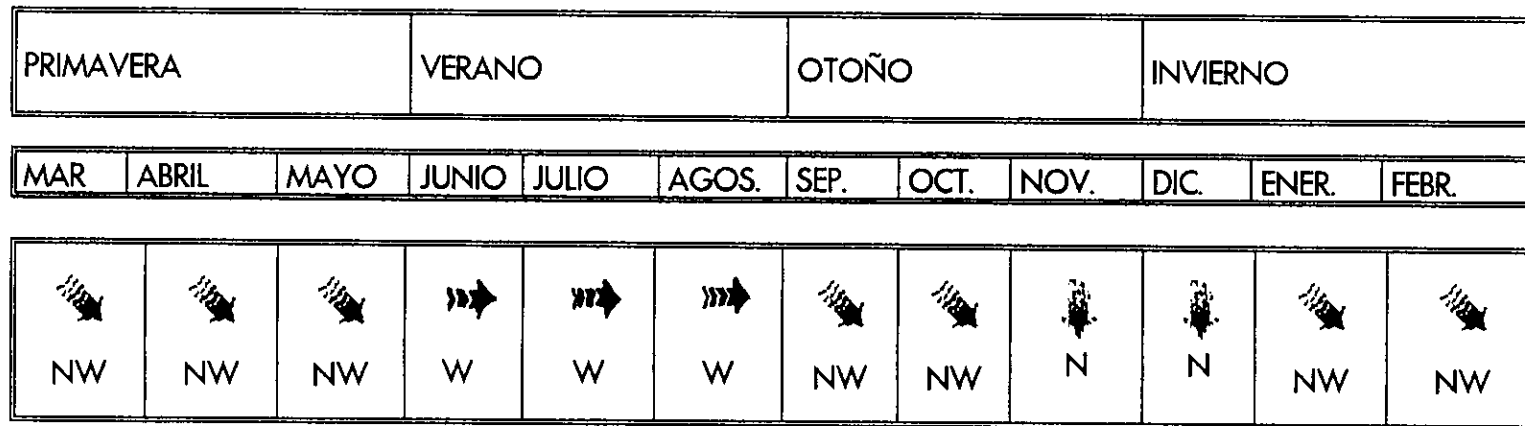 PRIMAVERA VERANO OTOÑO INVIERNO
MAR ABRIL MAYO JUNIO JULIO AGOS. SEP. OCT. NOV. DIC. ENER. FEBR.
NW NW NW W W W NW NW N N NW NW